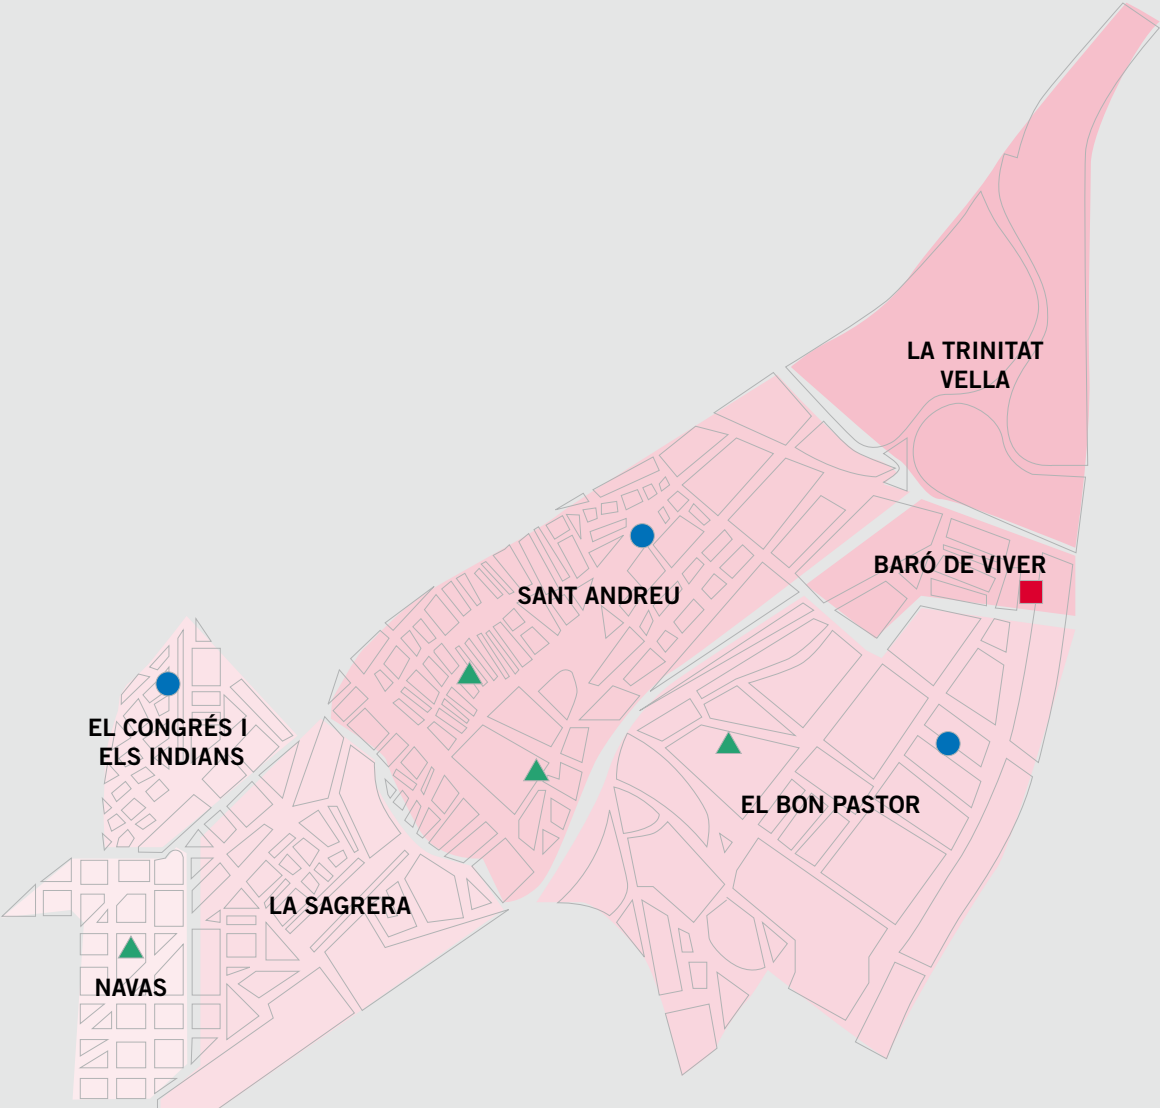 LA TRINITAT
VELLA
BARÓ DE VIVER
SANT ANDREU
EL CONGRÉS I
ELS INDIANS
EL BON PASTOR
LA SAGRERA
NAVAS